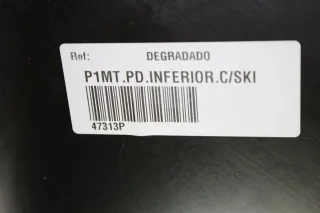 Ref: DEGRADADO
P1MT.PD.INFERIOR.C/SKI
47313P